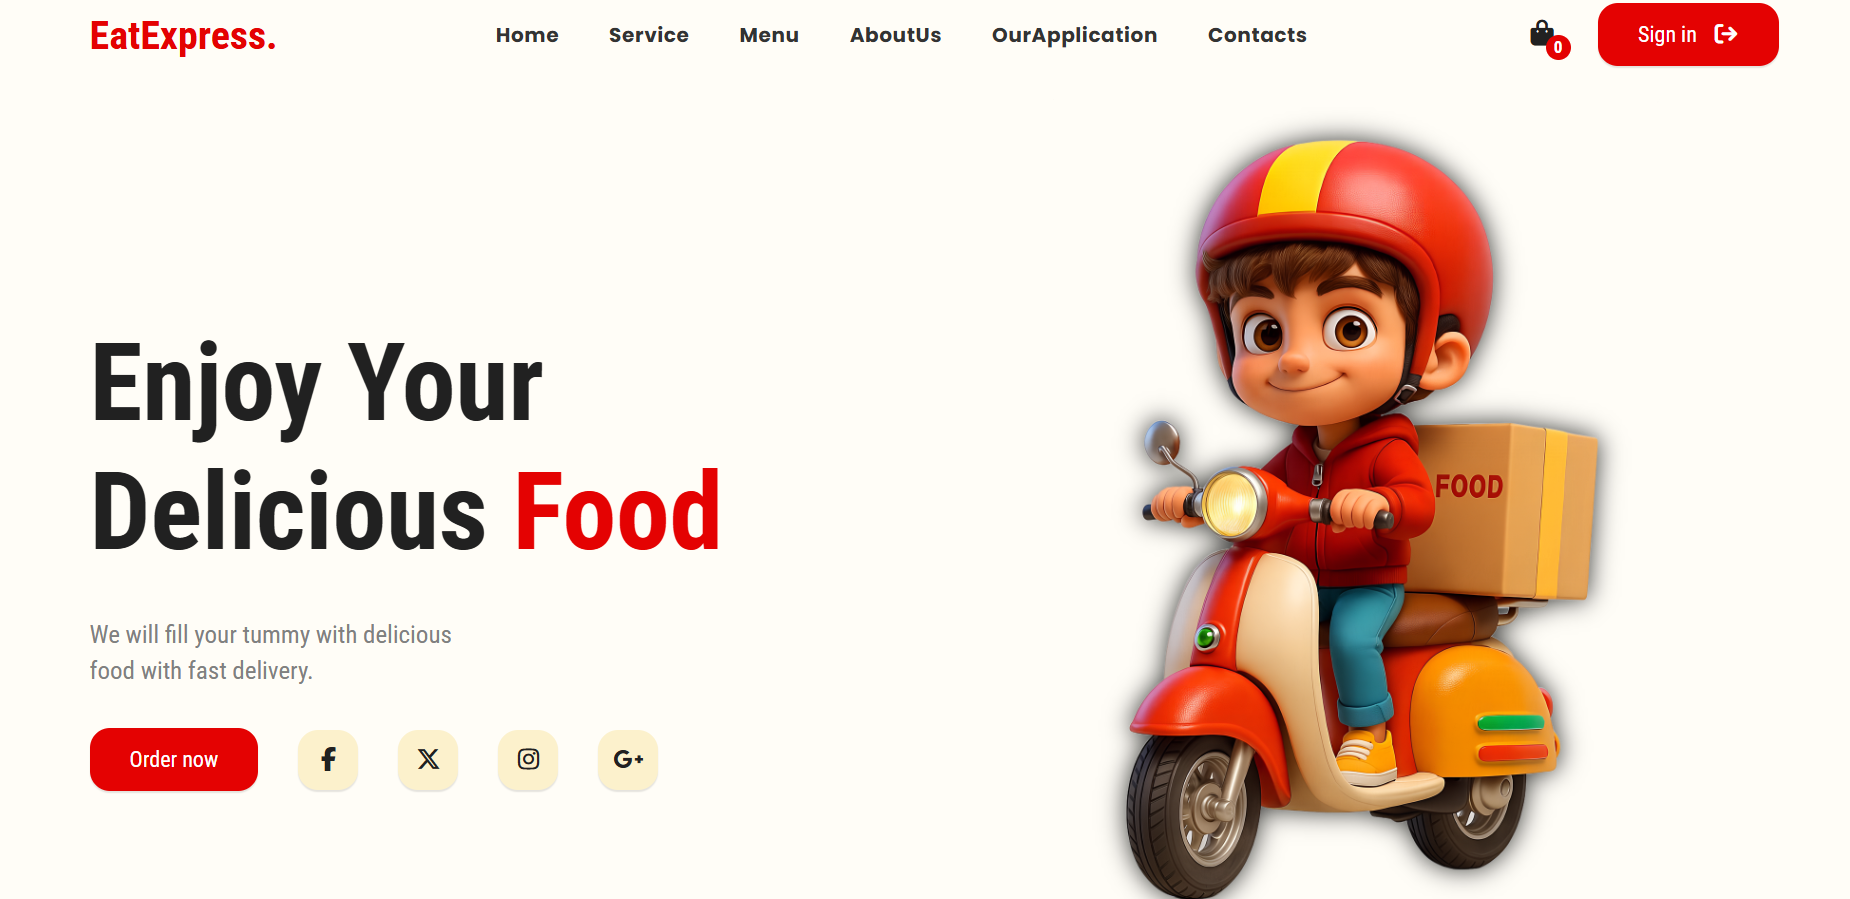 EatExpress.
Home Service Menu AboutUs OurApplication Contacts
0
Sign in
Enjoy Your
Delicious Food
FOOD
We will fill your tummy with delicious
food with fast delivery.
Order now
G+